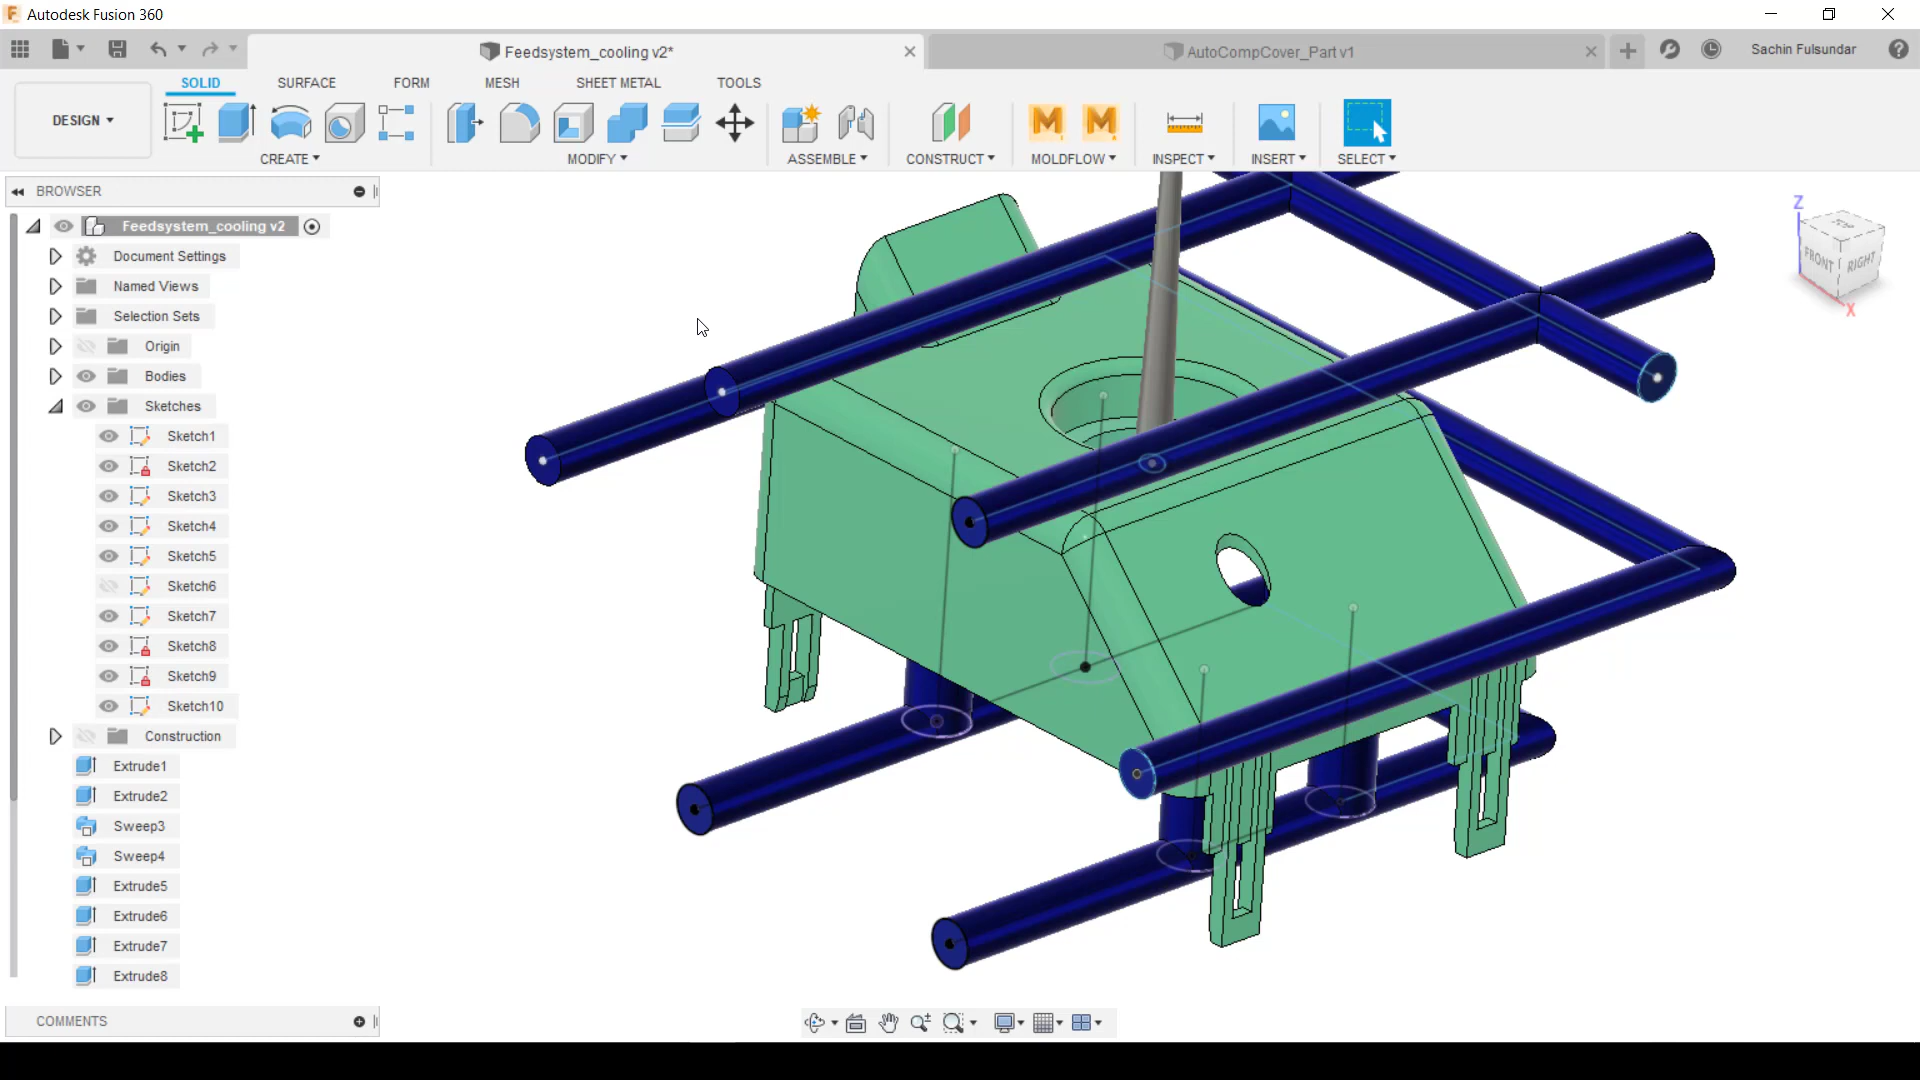 Autodesk Fusion 360
Feedsystem_cooling v2*
AutoCompCover_Part v1
Sachin Fulsundar
DESIGN
SOLID
SURFACE
FORM
MESH
SHEET METAL
TOOLS
CREATE
MODIFY
ASSEMBLE
CONSTRUCT
MOLDFLOW
INSPECT
INSERT
SELECT
BROWSER
Feedsystem_cooling v2
Document Settings
Named Views
Selection Sets
Origin
Bodies
Sketches
Sketch1
Sketch2
Sketch3
Sketch4
Sketch5
Sketch6
Sketch7
Sketch8
Sketch9
Sketch10
Construction
Extrude1
Extrude2
Sweep3
Sweep4
Extrude5
Extrude6
Extrude7
Extrude8
COMMENTS
Z
TOP
FRONT
RIGHT
X